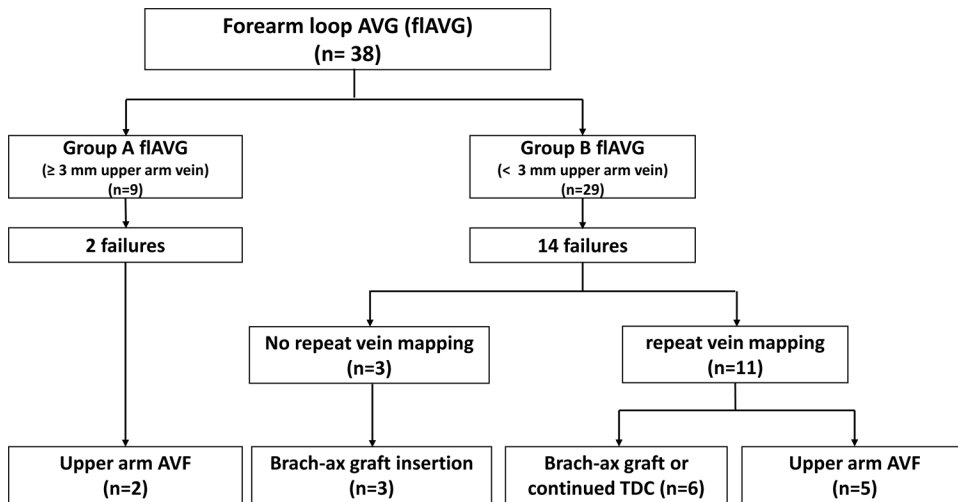 Forearm loop AVG (flAVG)
(n= 38)
Group A flAVG
(≥ 3 mm upper arm vein)
(n=9)
Group B flAVG
(< 3 mm upper arm vein)
(n=29)
2 failures
14 failures
No repeat vein mapping
(n=3)
repeat vein mapping
(n=11)
Upper arm AVF
(n=2)
Brach-ax graft insertion
(n=3)
Brach-ax graft or
continued TDC (n=6)
Upper arm AVF
(n=5)